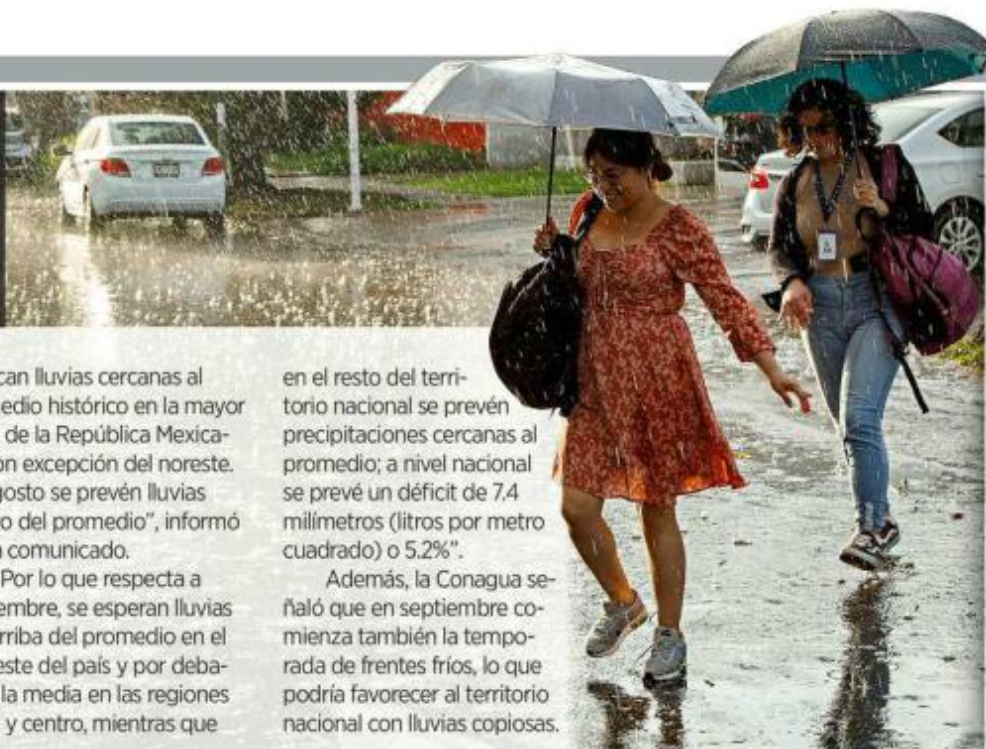 can lluvias cercanas al
edio histórico en la mayor
de la República Mexica-
on excepción del noreste.
gosto se prevén lluvias
o del promedio”, informó
comunicado.
Por lo que respecta a
embre, se esperan lluvias
rriba del promedio en el
este del país y por deba-
la media en las regiones
y centro, mientras que
en el resto del terri-
torio nacional se prevén
precipitaciones cercanas al
promedio; a nivel nacional
se prevé un déficit de 7.4
milímetros (litros por metro
cuadrado) o 5.2%”.
Además, la Conagua se-
ñaló que en septiembre co-
mienza también la tempo-
rada de frentes fríos, lo que
podría favorecer al territorio
nacional con lluvias copiosas.